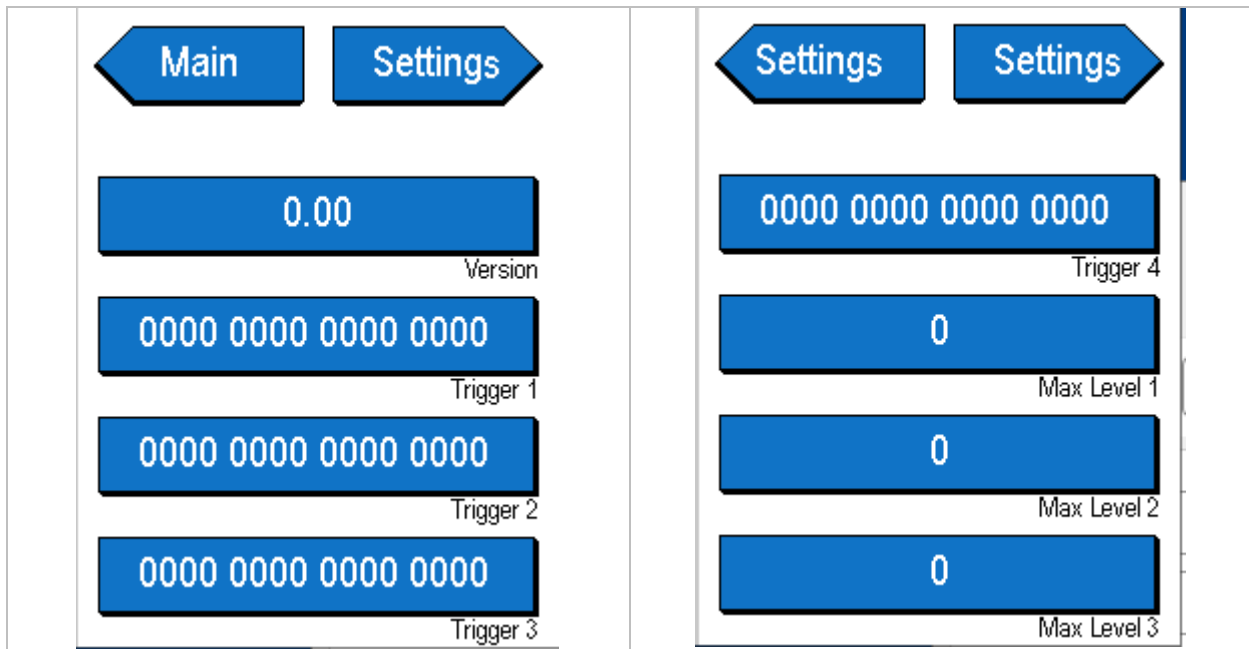 Main Settings
0.00
Version
0000 0000 0000 0000
Trigger 1
0000 0000 0000 0000
Trigger 2
0000 0000 0000 0000
Trigger 3
Settings Settings
0000 0000 0000 0000
Trigger 4
0
Max Level 1
0
Max Level 2
0
Max Level 3